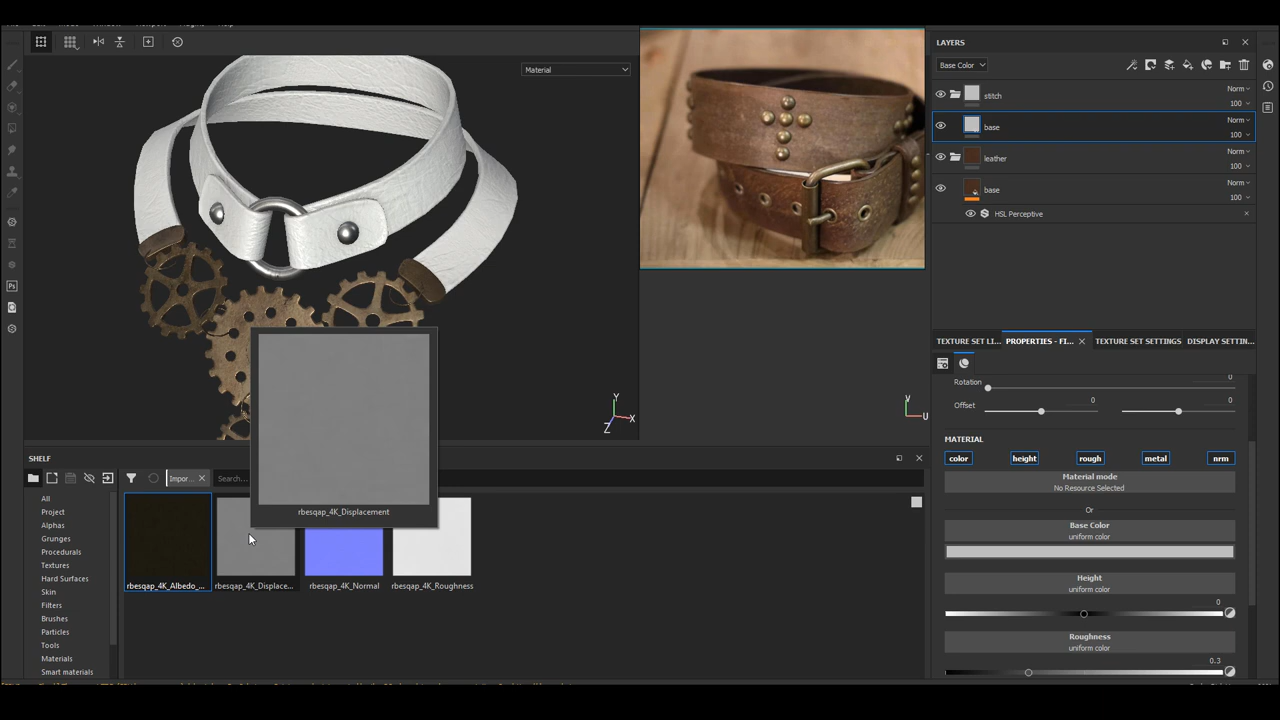 Material
LAYERS
Base Color
stitch
Norm
100
base
Norm
100
leather
Norm
100
base
Norm
100
HSL Perceptive
TEXTURE SET LI...
PROPERTIES - FI...
TEXTURE SET SETTINGS
DISPLAY SETTIN...
Rotation
0
Offset
0
0
MATERIAL
color
height
rough
metal
nrm
Material mode
No Resource Selected
Or
Base Color
uniform color
Height
uniform color
0
Roughness
uniform color
0.3
Y
X
Z
V
U
SHELF
Impor...
Search...
All
Project
Alphas
Grunges
Procedurals
Textures
Hard Surfaces
Skin
Filters
Brushes
Particles
Tools
Materials
Smart materials
rbesqap_4K_Displacement
rbesqap_4K_Albedo_...
rbesqap_4K_Displace...
rbesqap_4K_Normal
rbesqap_4K_Roughness
Ps